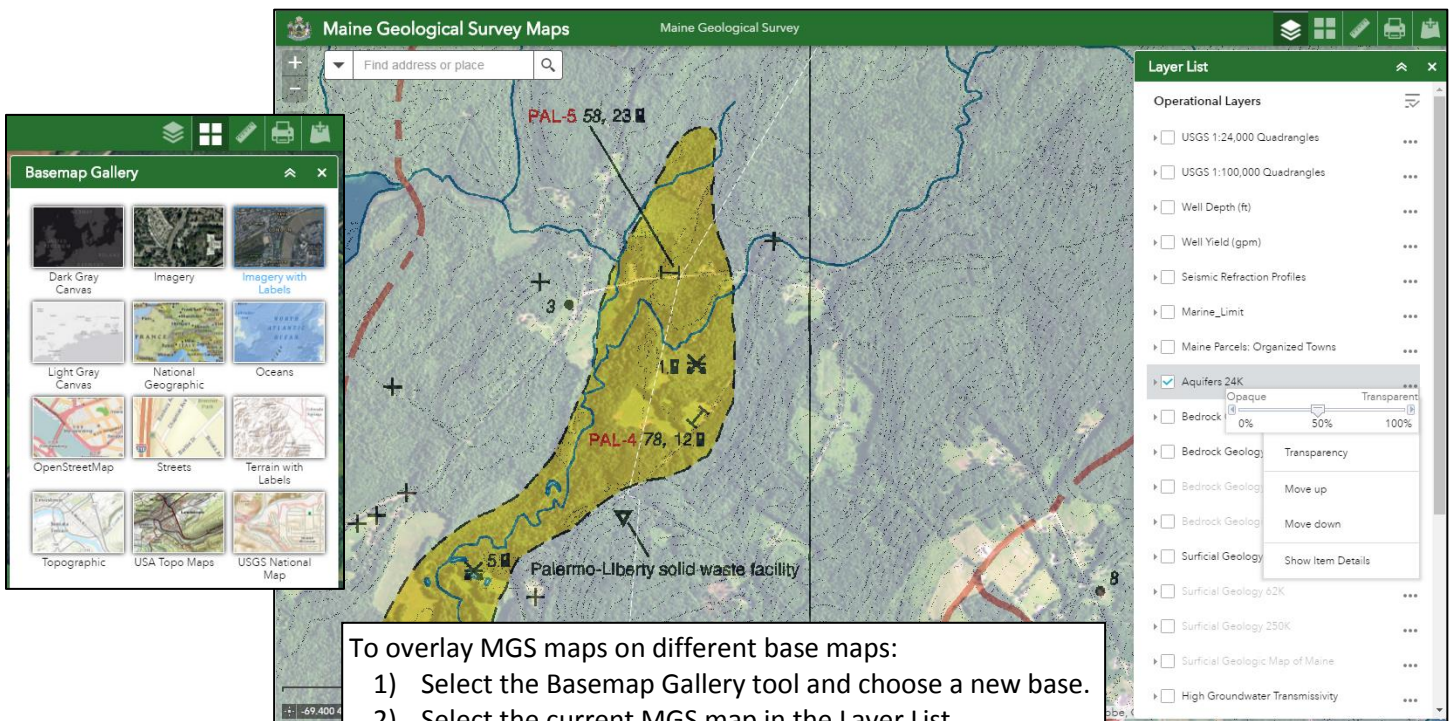 Maine Geological Survey Maps
Maine Geological Survey
+
−
Find address or place
Basemap Gallery
Dark Gray
Canvas
Imagery
Imagery with
Labels
Light Gray
Canvas
National
Geographic
Oceans
OpenStreetMap
Streets
Terrain with
Labels
Topographic
USA Topo Maps
USGS National
Map
PAL-5 58, 23
3
1
PAL-4 78, 12
5
Palermo-Liberty solid waste facility
8
Layer List
Operational Layers
USGS 1:24,000 Quadrangles
USGS 1:100,000 Quadrangles
Well Depth (ft)
Well Yield (gpm)
Seismic Refraction Profiles
Marine_Limit
Maine Parcels: Organized Towns
Aquifers 24K
Opaque Transparent
0% 50% 100%
Bedrock
Bedrock Geology
Bedrock Geology
Bedrock Geolog
Surficial Geology
Transparency
Move up
Move down
Show Item Details
Surficial Geology 62K
Surficial Geology 250K
Surficial Geologic Map of Maine
High Groundwater Transmissivity
To overlay MGS maps on different base maps:
1) Select the Basemap Gallery tool and choose a new base.
2) Select the current MGS map in the Layer List
-69.400 4